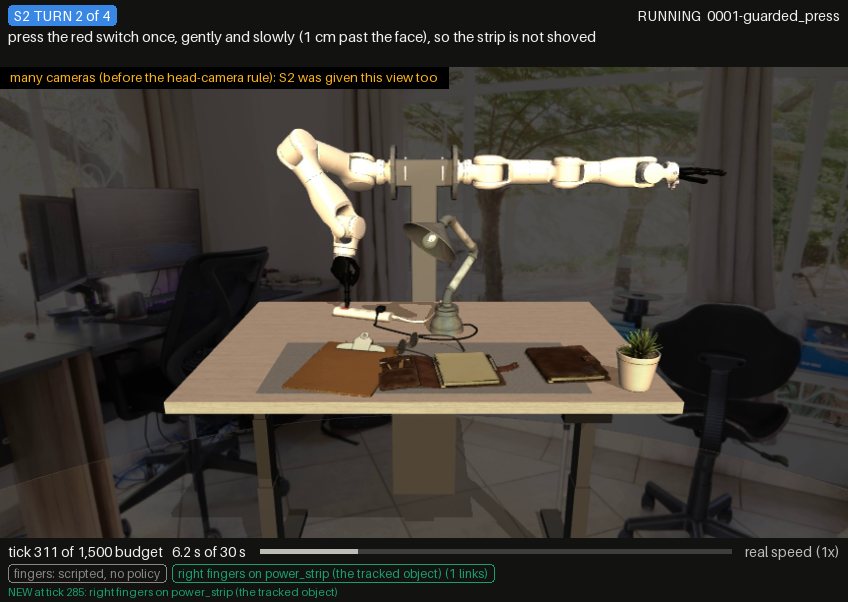 S2 TURN 2 of 4
RUNNING 0001-guarded_press
press the red switch once, gently and slowly (1 cm past the face), so the strip is not shoved
many cameras (before the head-camera rule): S2 was given this view too
tick 311 of 1,500 budget 6.2 s of 30 s
real speed (1x)
fingers: scripted, no policy
right fingers on power_strip (the tracked object) (1 links)
NEW at tick 285: right fingers on power_strip (the tracked object)